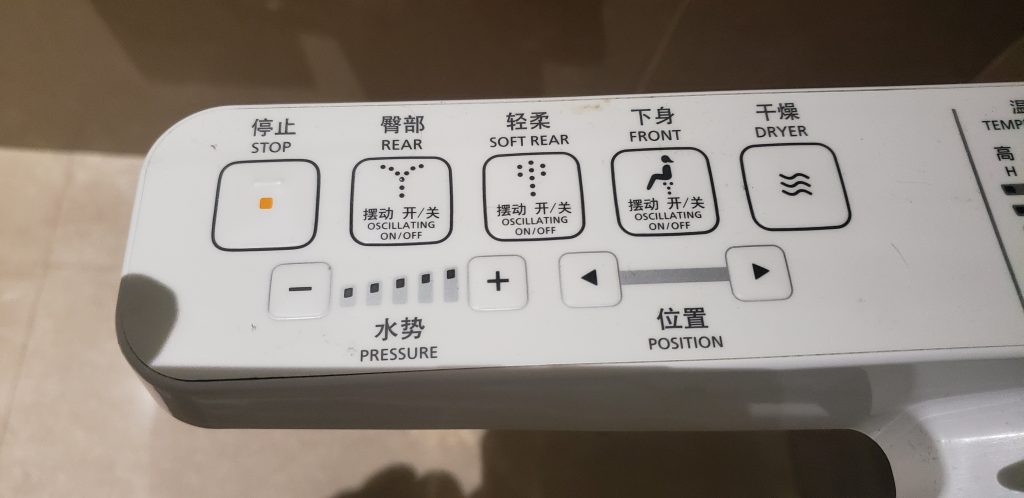 停止
STOP
臀部
REAR
轻柔
SOFT REAR
下身
FRONT
干燥
DRYER
摆动 开/关
OSCILLATING
ON/OFF
摆动 开/关
OSCILLATING
ON/OFF
摆动 开/关
OSCILLATING
ON/OFF
水势
PRESSURE
位置
POSITION
高
H